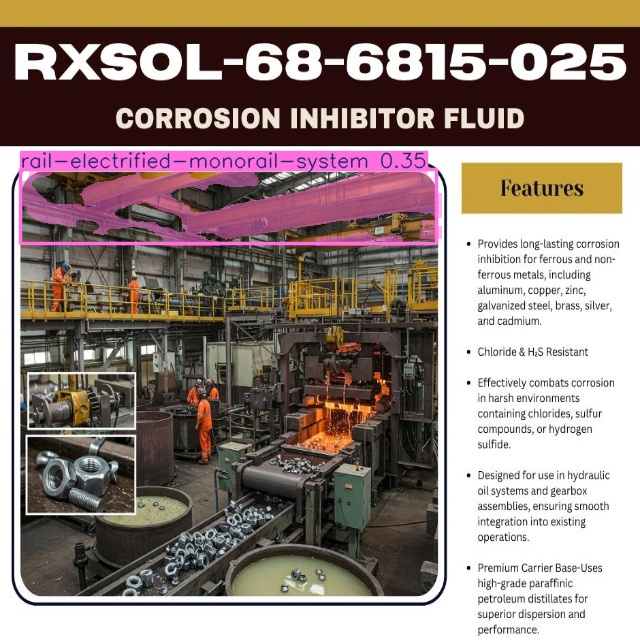 RXSOL-68-6815-025
CORROSION INHIBITOR FLUID
rail-electrified-monorail-system 0.35
Features
• Provides long-lasting corrosion
inhibition for ferrous and non-
ferrous metals, including
aluminum, copper, zinc,
galvanized steel, brass, silver,
and cadmium.
• Chloride & H₂S Resistant
• Effectively combats corrosion
in harsh environments
containing chlorides, sulfur
compounds, or hydrogen
sulfide.
• Designed for use in hydraulic
oil systems and gearbox
assemblies, ensuring smooth
integration into existing
operations.
• Premium Carrier Base-Uses
high-grade paraffinic
petroleum distillates for
superior dispersion and
performance.